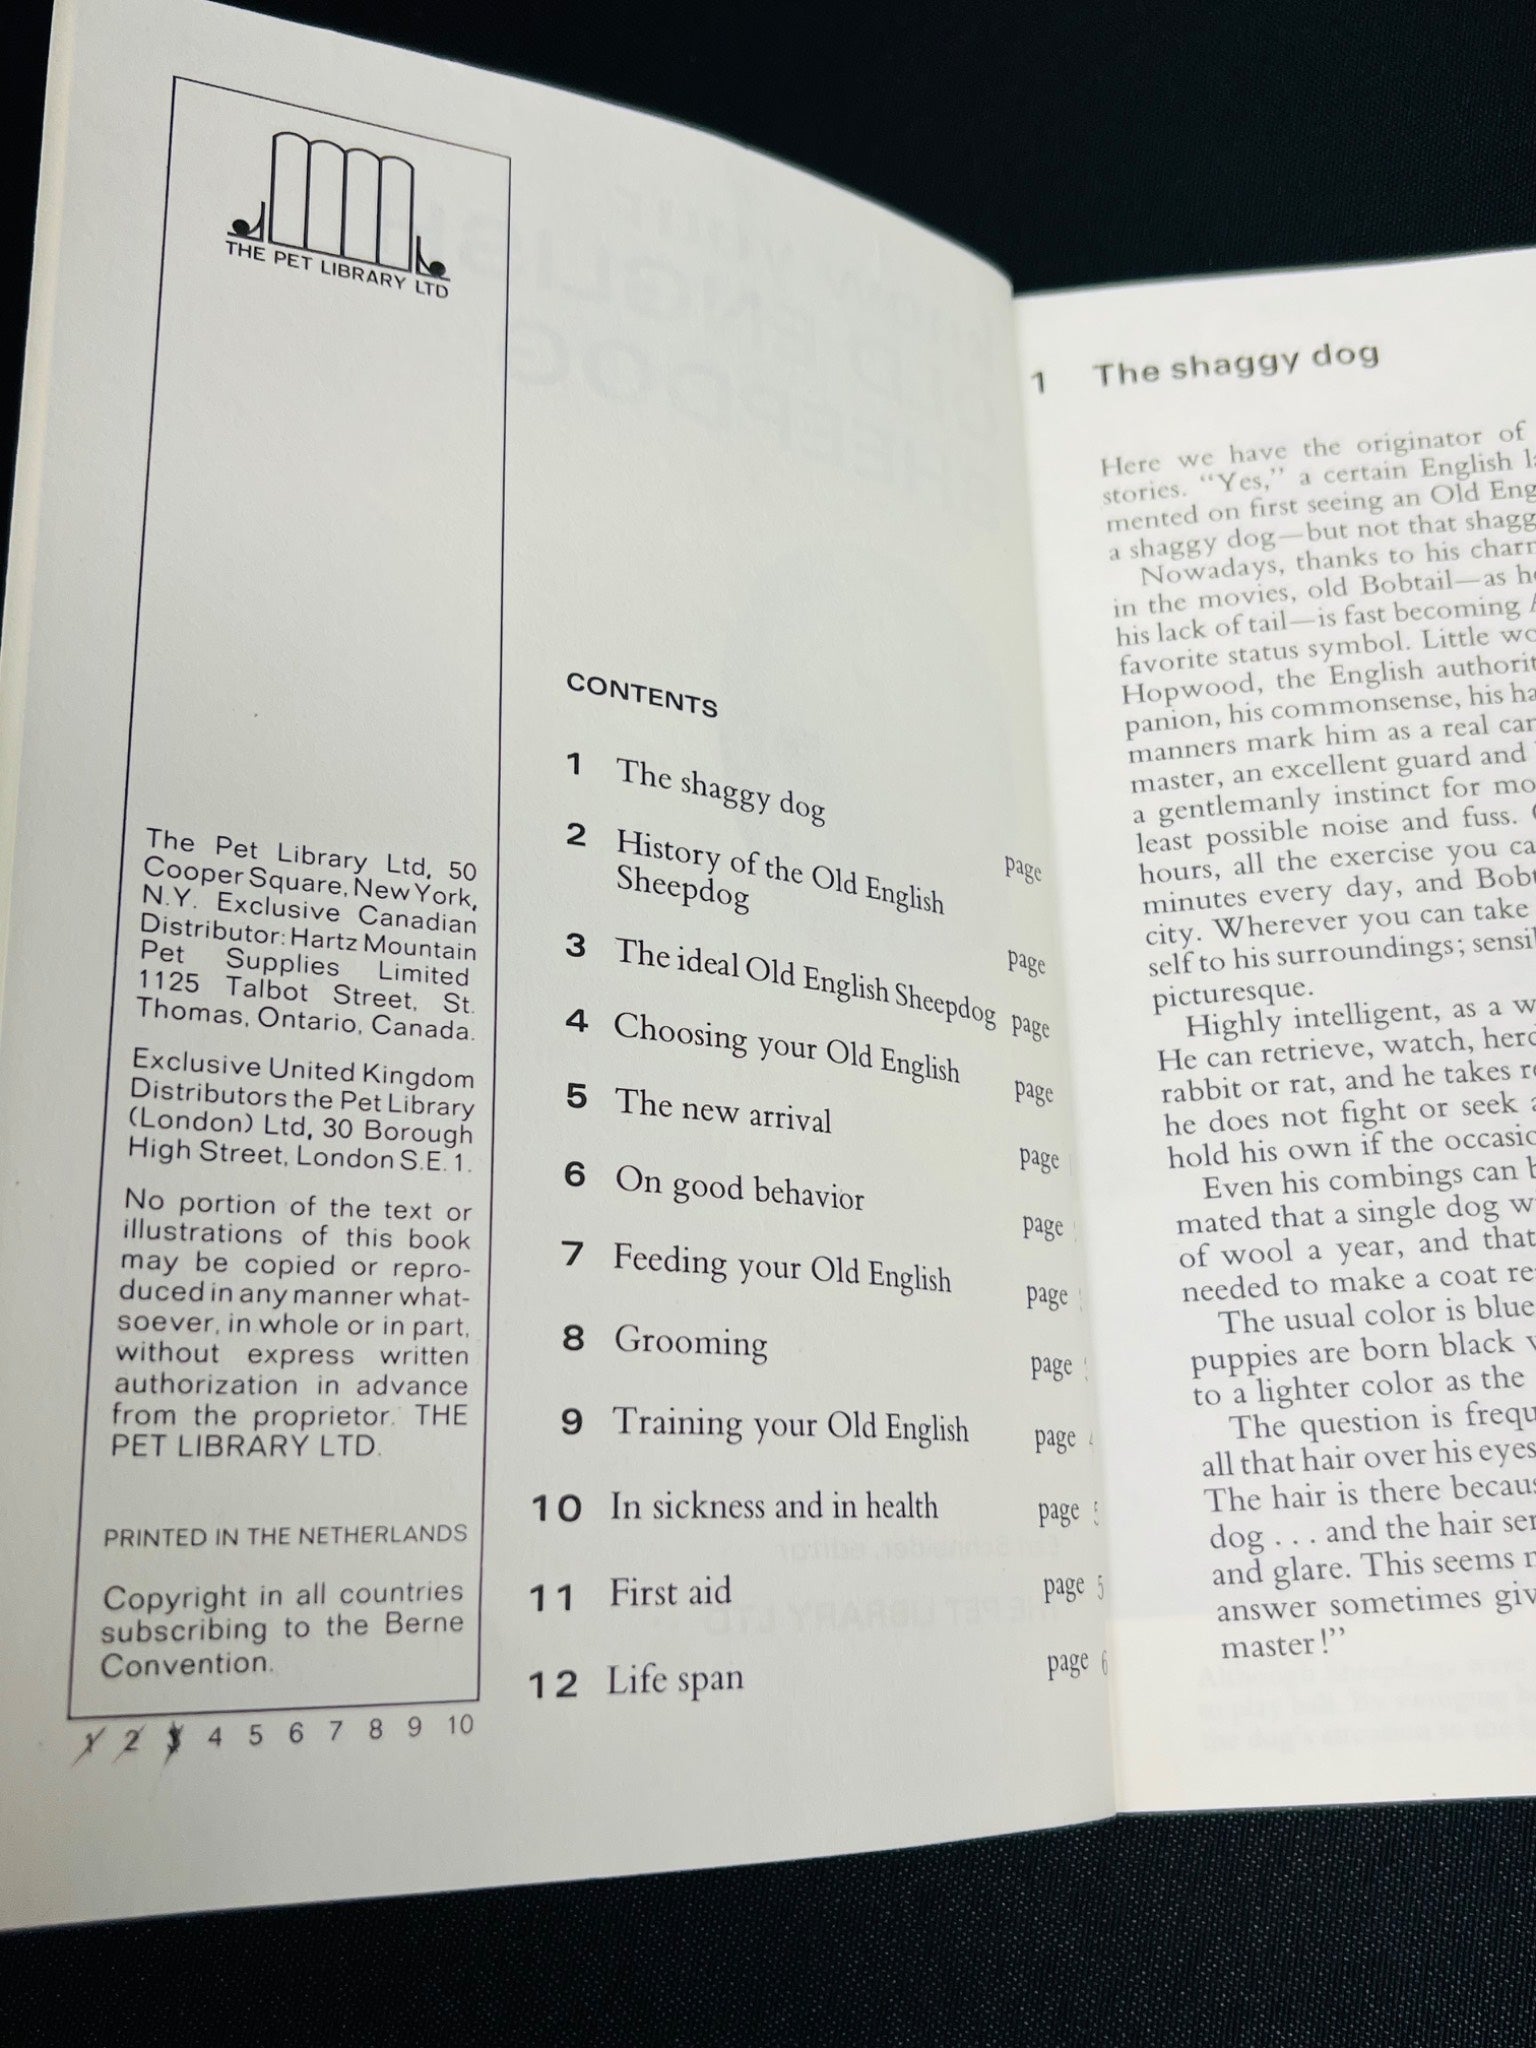 THE PET LIBRARY LTD
The Pet Library Ltd, 50
Cooper Square, New York,
N.Y. Exclusive Canadian
Distributor: Hartz Mountain
Pet Supplies Limited
1125 Talbot Street, St.
Thomas, Ontario, Canada.
Exclusive United Kingdom
Distributors the Pet Library
(London) Ltd, 30 Borough
High Street, London S.E. 1.
No portion of the text or
illustrations of this book
may be copied or repro-
duced in any manner what-
soever, in whole or in part,
without express written
authorization in advance
from the proprietor. THE
PET LIBRARY LTD.
PRINTED IN THE NETHERLANDS
Copyright in all countries
subscribing to the Berne
Convention.
1 2 3 4 5 6 7 8 9 10
CONTENTS
1 The shaggy dog
2 History of the Old English page
Sheepdog
page
3 The ideal Old English Sheepdog page
4 Choosing your Old English page
5 The new arrival page
6 On good behavior page
7 Feeding your Old English page
8 Grooming page
9 Training your Old English page
10 In sickness and in health page
11 First aid page
12 Life span page
1 The shaggy dog
Here we have the originator of
stories. “Yes,” a certain English
mented on first seeing an Old
a shaggy dog—but not that
Nowadays, thanks to his
in the movies, old Bobtail—as
his lack of tail—is fast becoming
favorite status symbol. Little
Hopwood, the English
panion, his commonsense, his
manners mark him as a real
master, an excellent guard and
a gentlemanly instinct for
least possible noise and fuss.
hours, all the exercise you
minutes every day, and
city. Wherever you can take
self to his surroundings;
picturesque.
Highly intelligent, as a
He can retrieve, watch,
rabbit or rat, and he takes
he does not fight or seek
hold his own if the
Even his combings can
mated that a single dog
of wool a year, and that
needed to make a coat
The usual color is blue
puppies are born black
to a lighter color as the
The question is
all that hair over his eyes
The hair is there
dog . . . and the hair
and glare. This seems
answer sometimes
master!”